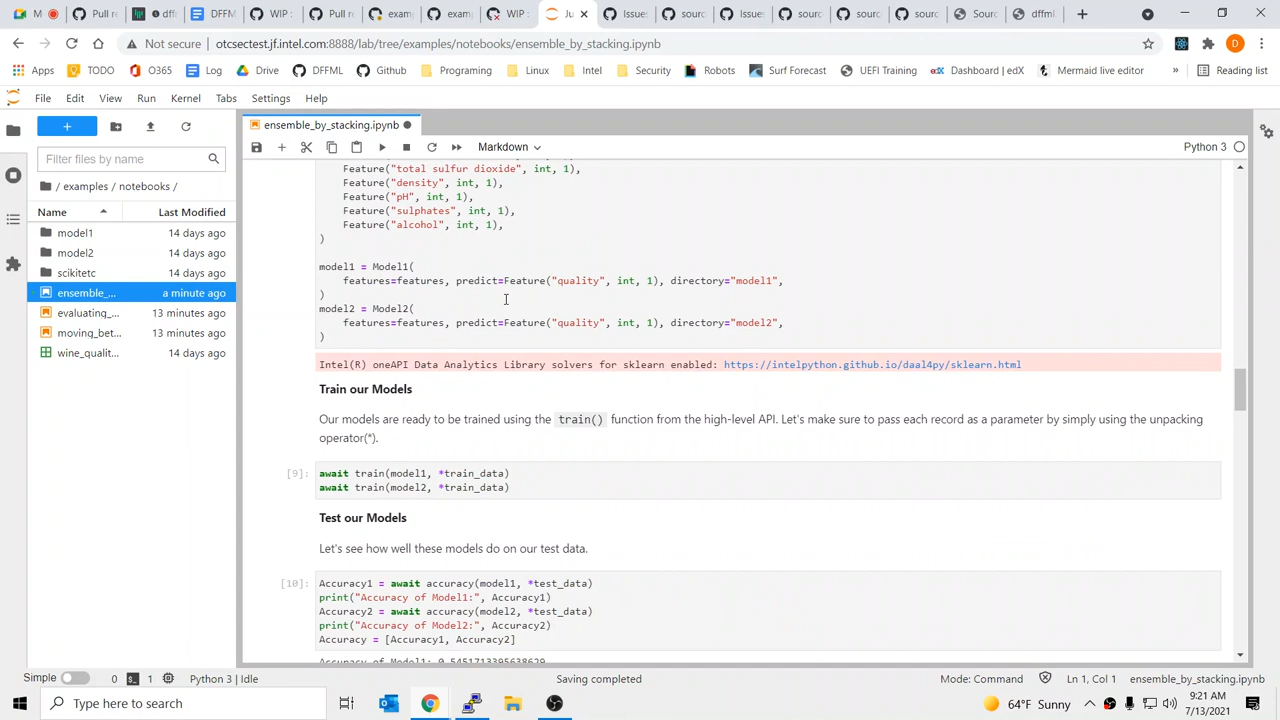 M
Pull re
dffi
DFFM
WIP :
Pull re
examp
examp
WIP :
Ju
Issues
sourc
Issues
sourc
sourc
sourc
Sourc
dffml
Not secure
otcsectest.jf.intel.com:8888/lab/tree/examples/notebooks/ensemble_by_stacking.ipynb
D
Apps
TODO
O365
Log
Drive
DFFML
Github
Programing
Linux
Intel
Security
Robots
Surf Forecast
UEFI Training
edX
Dashboard | edX
Mermaid live editor
»
Reading list
File
Edit
View
Run
Kernel
Tabs
Settings
Help
ensemble_by_stacking.ipynb
Filter files by name
Markdown
Python 3
/ examples / notebooks /
Name
Last Modified
model1
14 days ago
model2
14 days ago
scikitetc
14 days ago
ensemble_...
a minute ago
evaluating_...
13 minutes ago
moving_bet...
13 minutes ago
wine_qualit...
14 days ago
Feature("total sulfur dioxide", int, 1),
Feature("density", int, 1),
Feature("pH", int, 1),
Feature("sulphates", int, 1),
Feature("alcohol", int, 1),
)
model1 = Model1(
features=features, predict=Feature("quality", int, 1), directory="model1",
)
model2 = Model2(
features=features, predict=Feature("quality", int, 1), directory="model2",
)
Intel(R) oneAPI Data Analytics Library solvers for sklearn enabled: https://intelpython.github.io/daal4py/sklearn.html
Train our Models
Our models are ready to be trained using the train() function from the high-level API. Let's make sure to pass each record as a parameter by simply using the unpacking
operator(*).
[9]:
await train(model1, *train_data)
await train(model2, *train_data)
Test our Models
Let's see how well these models do on our test data.
[10]:
Accuracy1 = await accuracy(model1, *test_data)
print("Accuracy of Model1:", Accuracy1)
Accuracy2 = await accuracy(model2, *test_data)
print("Accuracy of Model2:", Accuracy2)
Accuracy = [Accuracy1, Accuracy2]
Accuracy of Model1: 0.5451713395638629
Simple
0
1
Python 3 | Idle
Saving completed
Mode: Command
Ln 1, Col 1
ensemble_by_stacking.ipynb
Type here to search
64°F Sunny
9:21 AM
7/13/2021